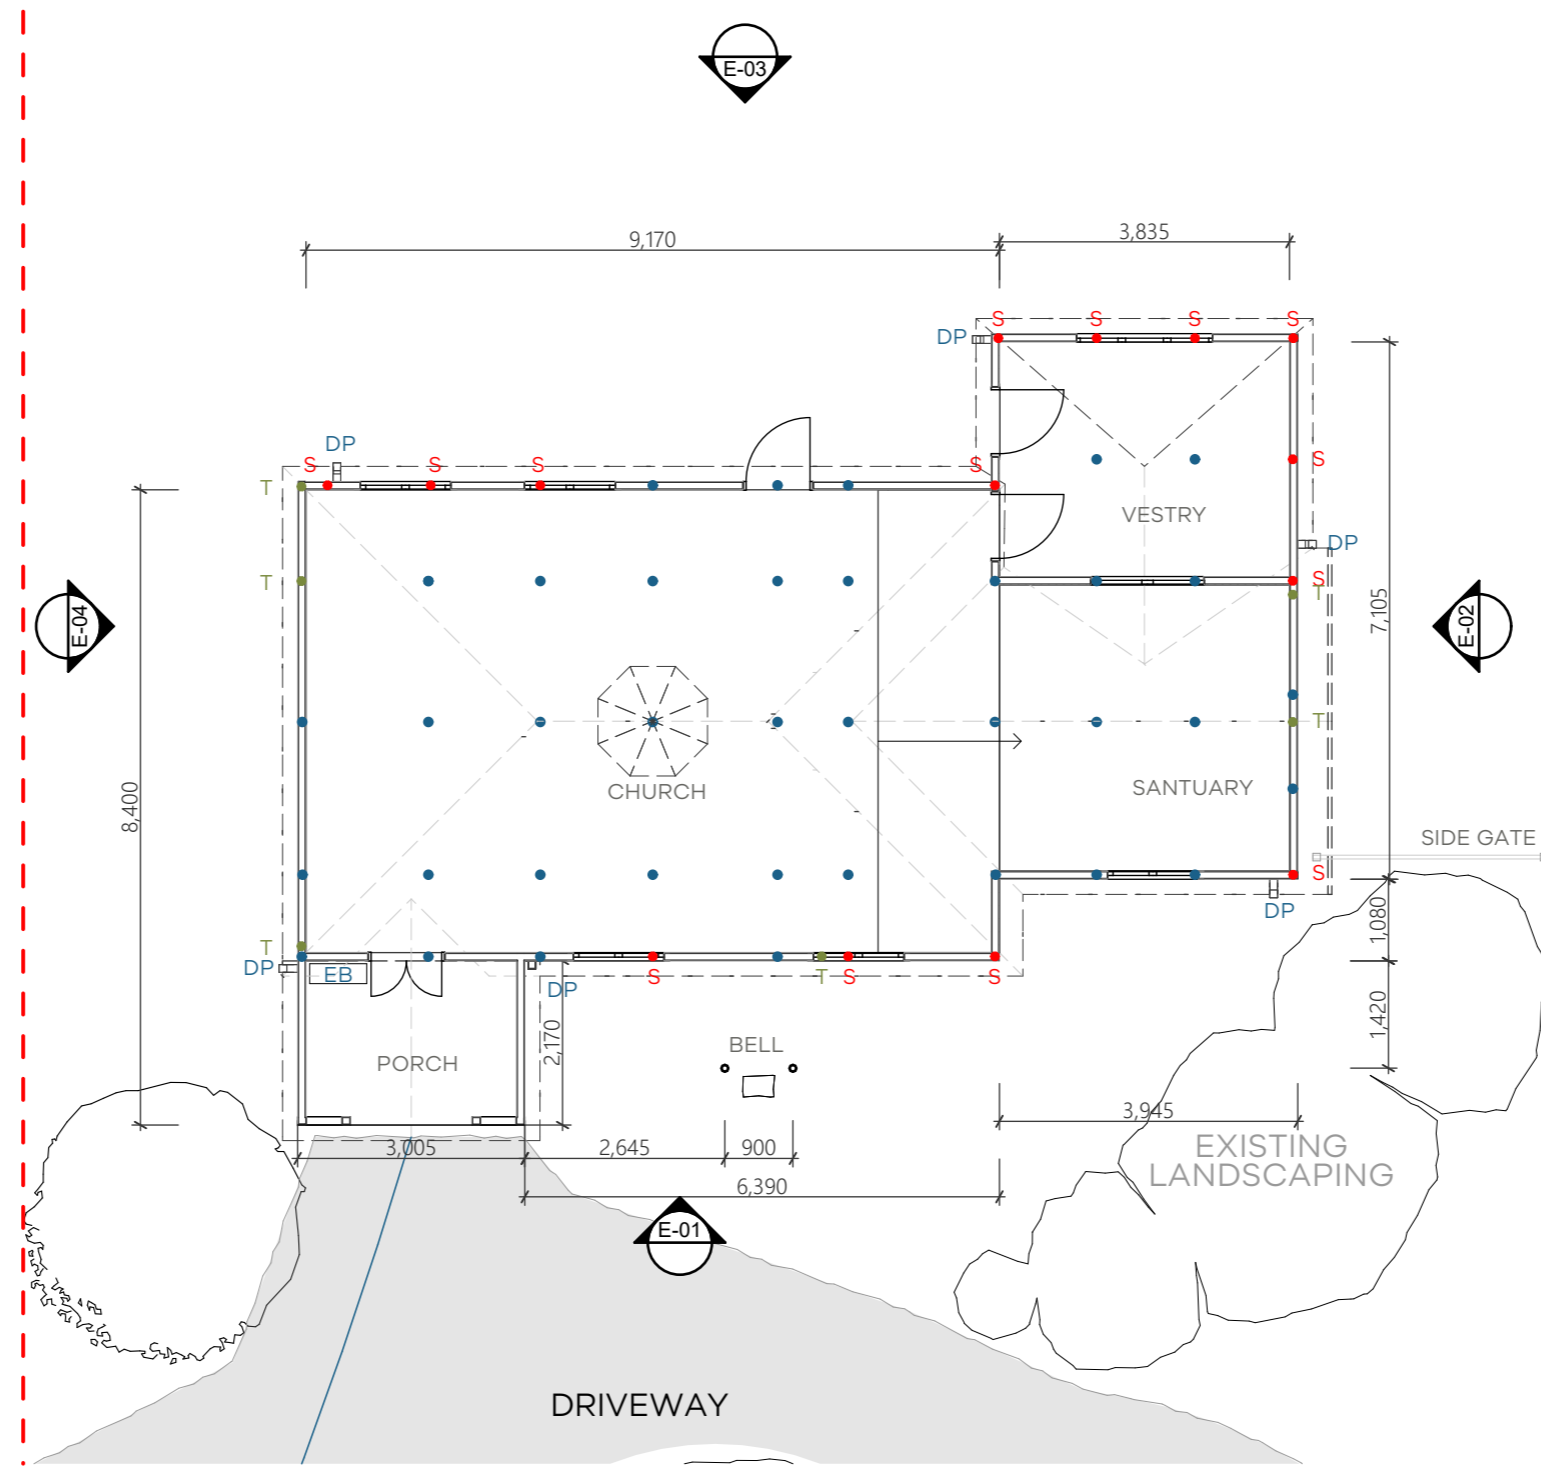 E-03
9,170
3,835
S
S
S
S
DP
DP
S
S
S
S
S
T
VESTRY
DP
T
S
T
E-04
7,105
E-02
T
CHURCH
SANTUARY
8,400
SIDE GATE
S
DP
1,080
T
DP
EB
DP
S
T
S
S
1,420
2,170
BELL
PORCH
3,945
3,005
2,645
900
EXISTING
LANDSCAPING
6,390
E-01
DRIVEWAY